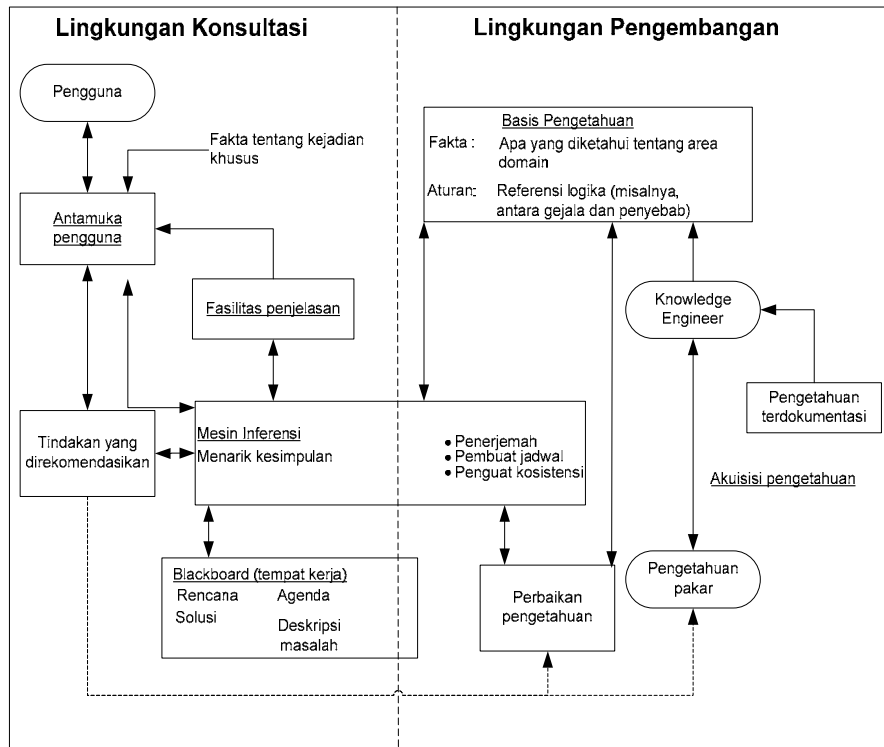 Lingkungan Konsultasi
Lingkungan Pengembangan
Pengguna
Fakta tentang kejadian
khusus
Antamuka
pengguna
Fasilitas penjelasan
Basis Pengetahuan
Fakta : Apa yang diketahui tentang area
domain
Aturan: Referensi logika (misalnya,
antara gejala dan penyebab)
Knowledge
Engineer
Pengetahuan
terdokumentasi
Tindakan yang
direkomendasikan
Mesin Inferensi
Menarik kesimpulan
• Penerjemah
• Pembuat jadwal
• Penguat kosistensi
Akuisisi pengetahuan
Blackboard (tempat kerja)
Rencana Agenda
Solusi
Deskripsi
masalah
Perbaikan
pengetahuan
Pengetahuan
pakar